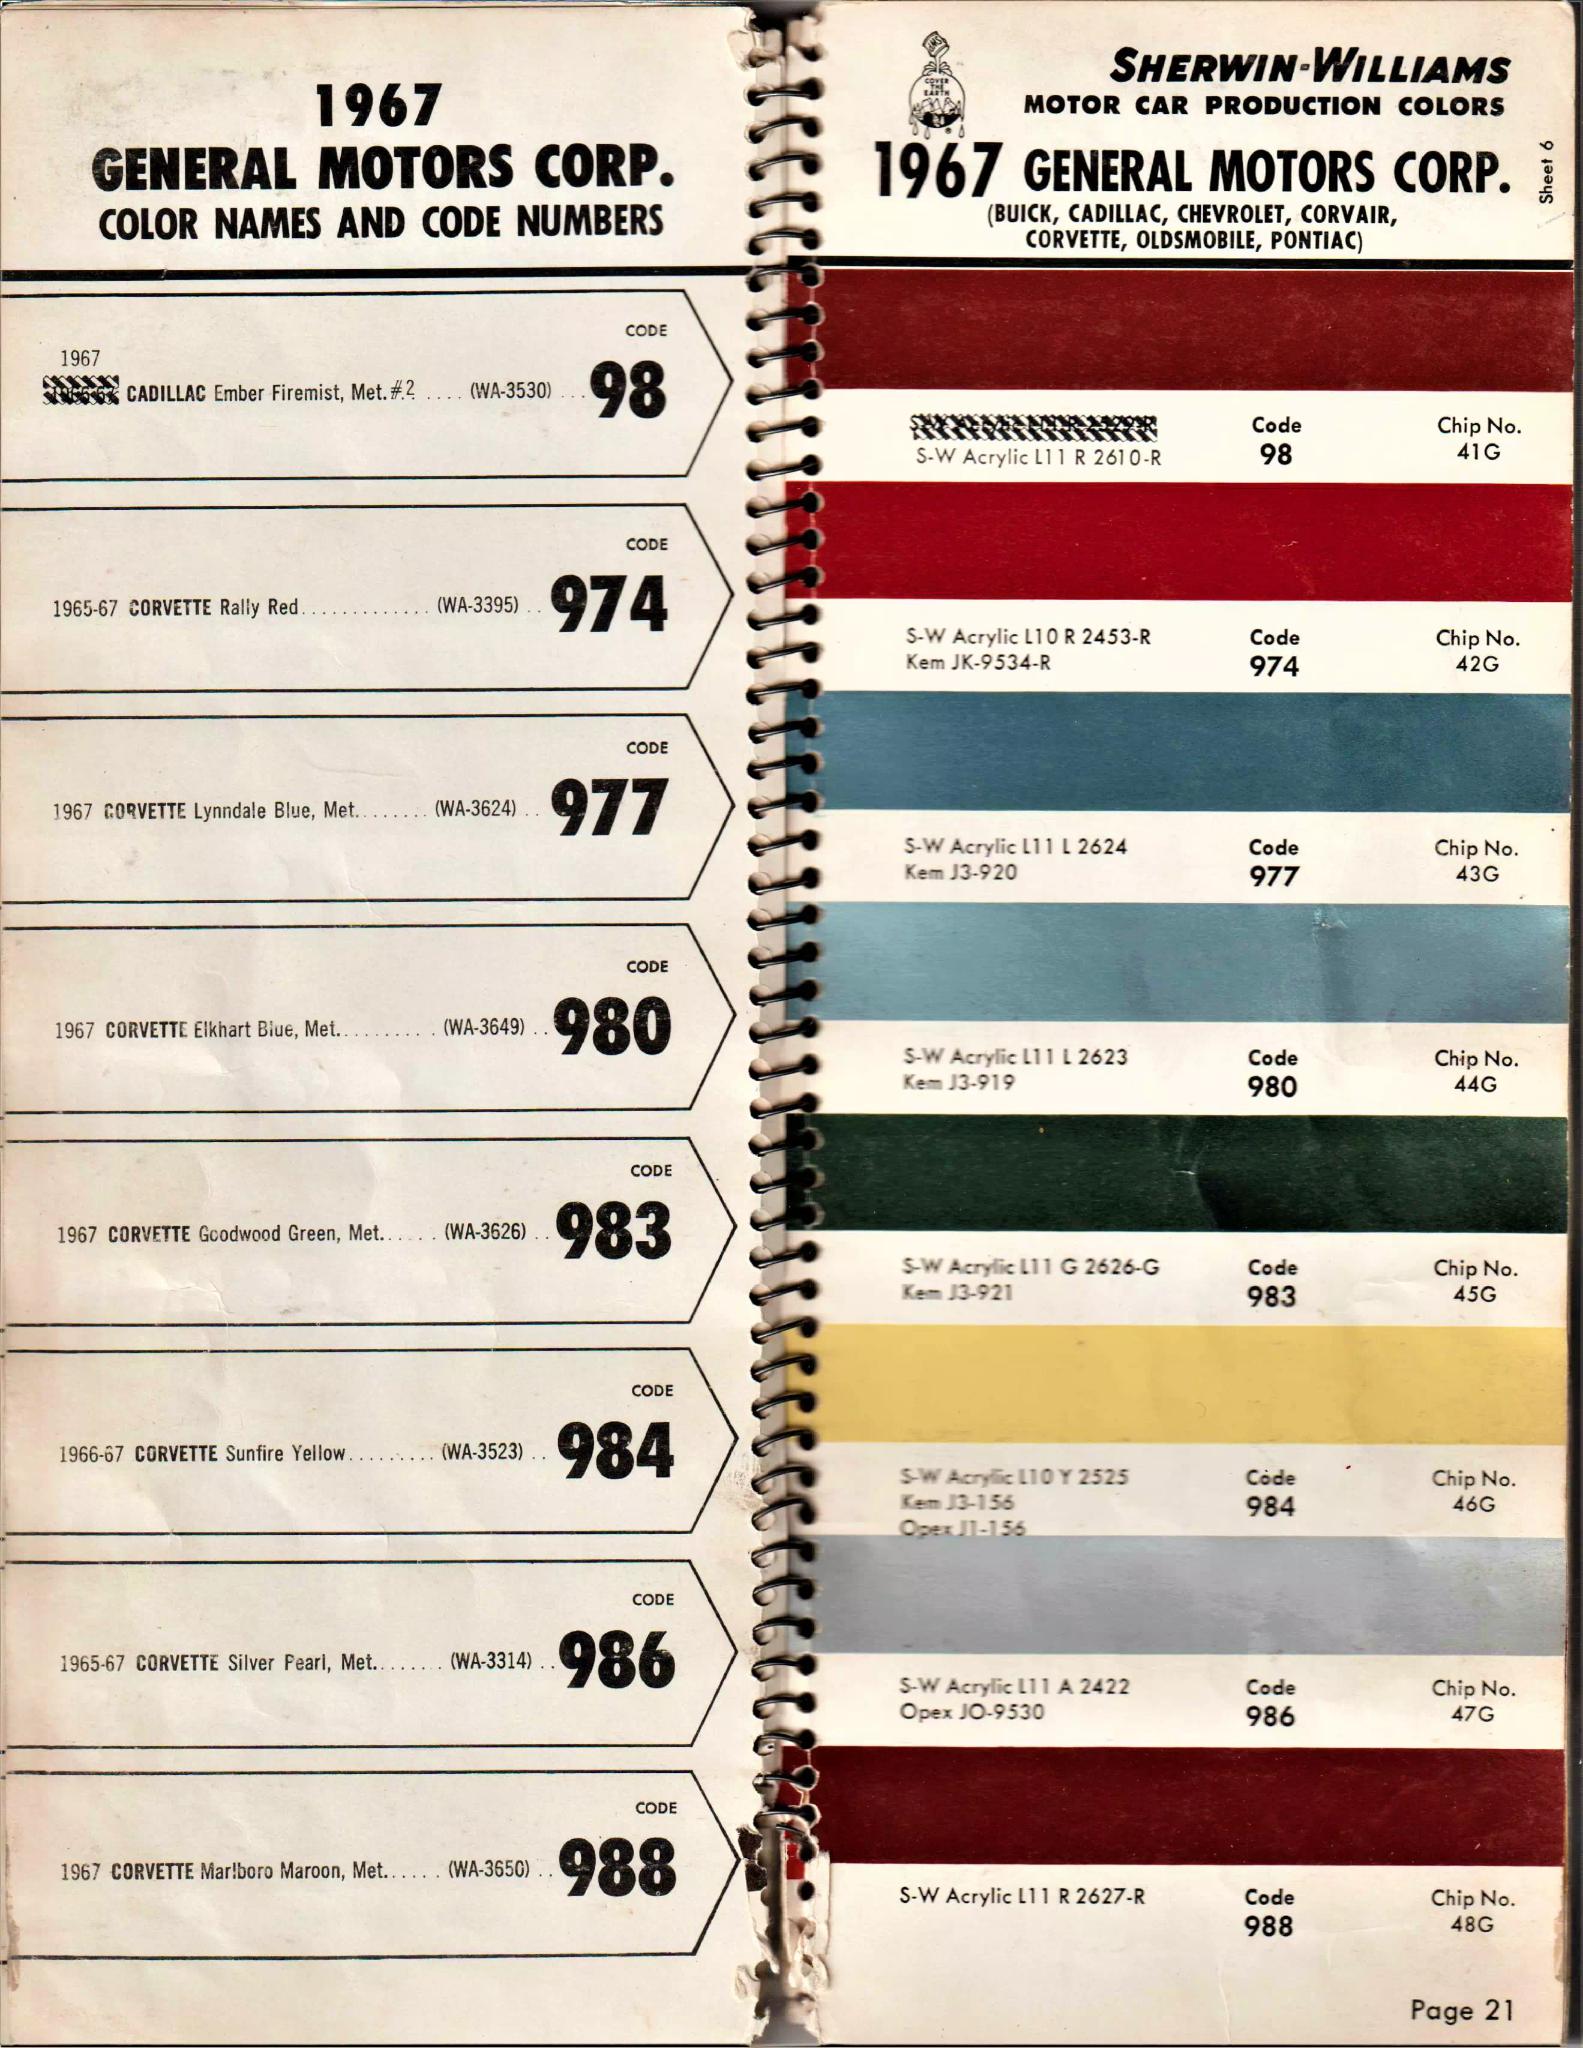 1967
GENERAL MOTORS CORP.
COLOR NAMES AND CODE NUMBERS
CODE
1967
CADILLAC Ember Firemist, Met. #2 .... (WA-3530) ... 98
CODE
1965-67 CORVETTE Rally Red............. (WA-3395) .. 974
CODE
1967 CORVETTE Lynndale Blue, Met........ (WA-3624) .. 977
CODE
1967 CORVETTE Elkhart Blue, Met.......... (WA-3649) .. 980
CODE
1967 CORVETTE Goodwood Green, Met...... (WA-3626) .. 983
CODE
1966-67 CORVETTE Sunfire Yellow......... (WA-3523) .. 984
CODE
1965-67 CORVETTE Silver Pearl, Met........ (WA-3314) .. 986
CODE
1967 CORVETTE Marlboro Maroon, Met...... (WA-3650) .. 988
SWP
COVER
THE
EARTH
SHERWIN-WILLIAMS
MOTOR CAR PRODUCTION COLORS
1967 GENERAL MOTORS CORP.
(BUICK, CADILLAC, CHEVROLET, CORVAIR,
CORVETTE, OLDSMOBILE, PONTIAC)
Sheet 6
Code Chip No.
S-W Acrylic L11 R 2610-R 98 41G
S-W Acrylic L10 R 2453-R Code Chip No.
Kem JK-9534-R 974 42G
S-W Acrylic L11 L 2624 Code Chip No.
Kem J3-920 977 43G
S-W Acrylic L11 L 2623 Code Chip No.
Kem J3-919 980 44G
S-W Acrylic L11 G 2626-G Code Chip No.
Kem J3-921 983 45G
S-W Acrylic L10 Y 2525 Code Chip No.
Kem J3-156 984 46G
Opex J1-156
S-W Acrylic L11 A 2422 Code Chip No.
Opex JO-9530 986 47G
S-W Acrylic L11 R 2627-R Code Chip No.
988 48G
Page 21